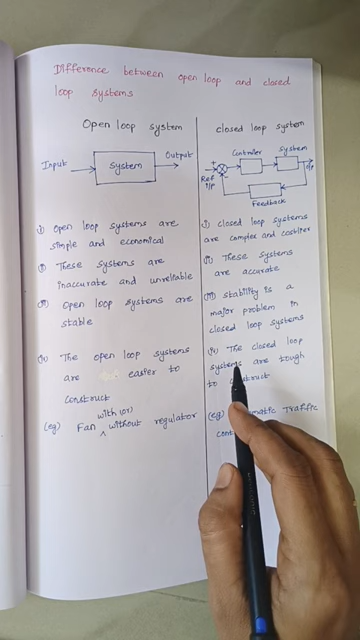 Difference between open loop and closed
loop systems
Open loop system
Input
System
Output
(i) Open loop systems are
simple and economical
(ii) These systems are
inaccurate and unreliable
(iii) Open loop systems are
stable
(iv) The open loop systems
are easier to
construct
with (or)
(eg) Fan ^ without regulator
closed loop system
Controller
System
Ref
i/p
o/p
Feedback
(i) closed loop systems
are complex and costlier
(ii) These systems
are accurate
(iii) stability is a
major problem in
closed loop systems
(iv) The closed loop
systems are tough
to construct
(eg) Traffic